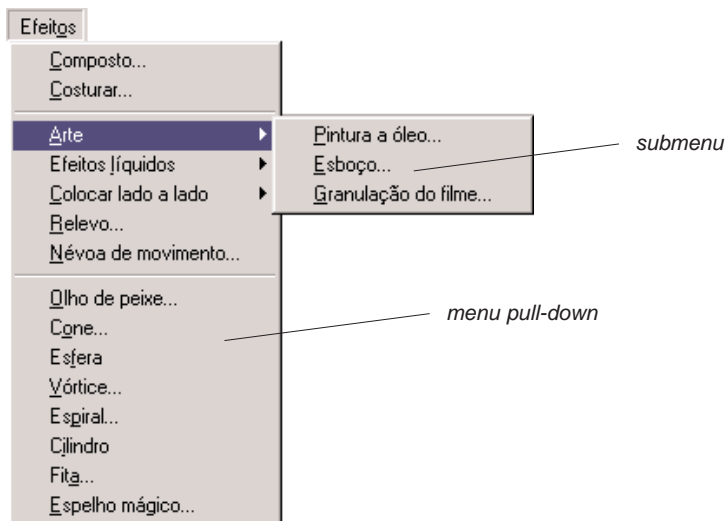 Efeitos
Composto...
Costurar...
Arte
Efeitos líquidos
Colocar lado a lado
Relevo...
Névoa de movimento...
Olho de peixe...
Cone...
Esfera
Vórtice...
Espiral...
Cilindro
Fita...
Espelho mágico...
Pintura a óleo...
Esboço...
Granulação do filme...
submenu
menu pull-down